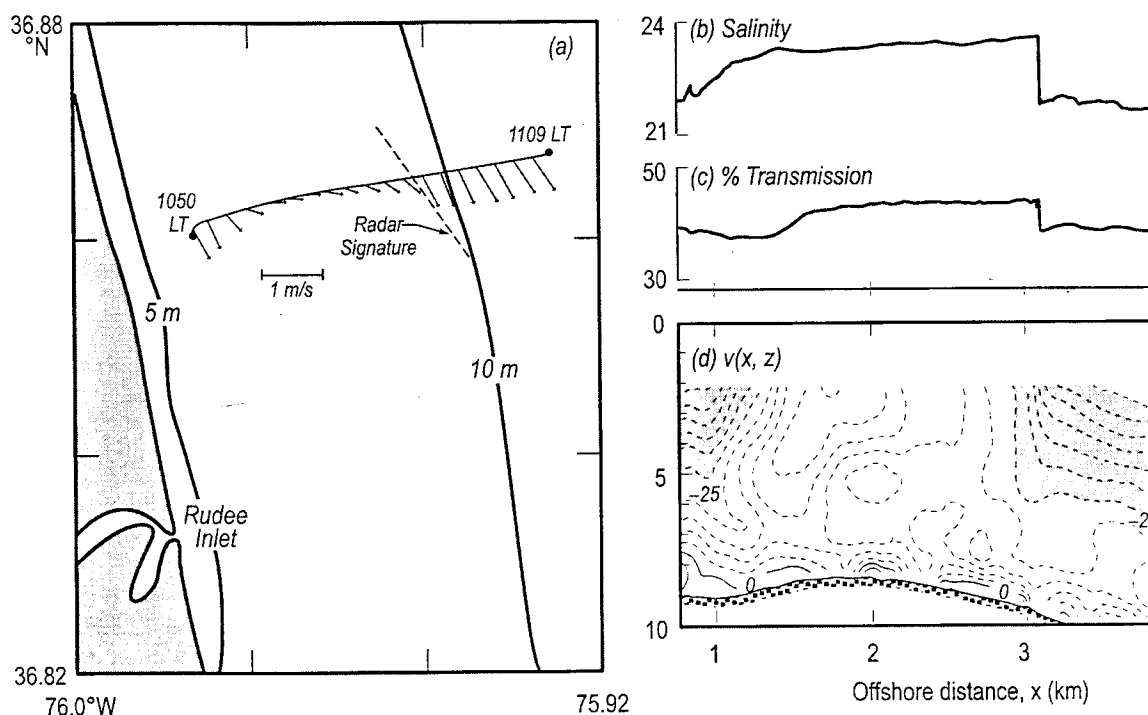 36.88
°N
(a)
1109 LT
1050
LT
Radar
Signature
1 m/s
5 m
10 m
Rudee
Inlet
36.82
76.0°W
75.92
24
(b) Salinity
21
50
(c) % Transmission
30
0
(d) v(x, z)
5
–25
–2
0
0
10
1
2
3
Offshore distance, x (km)